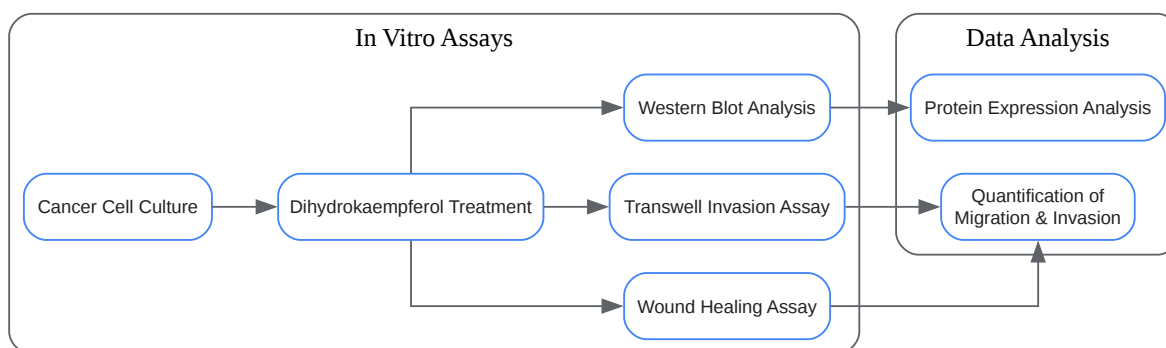 In Vitro Assays
Data Analysis
Western Blot Analysis
Protein Expression Analysis
Cancer Cell Culture
Dihydrokaempferol Treatment
Transwell Invasion Assay
Quantification of
Migration & Invasion
Wound Healing Assay